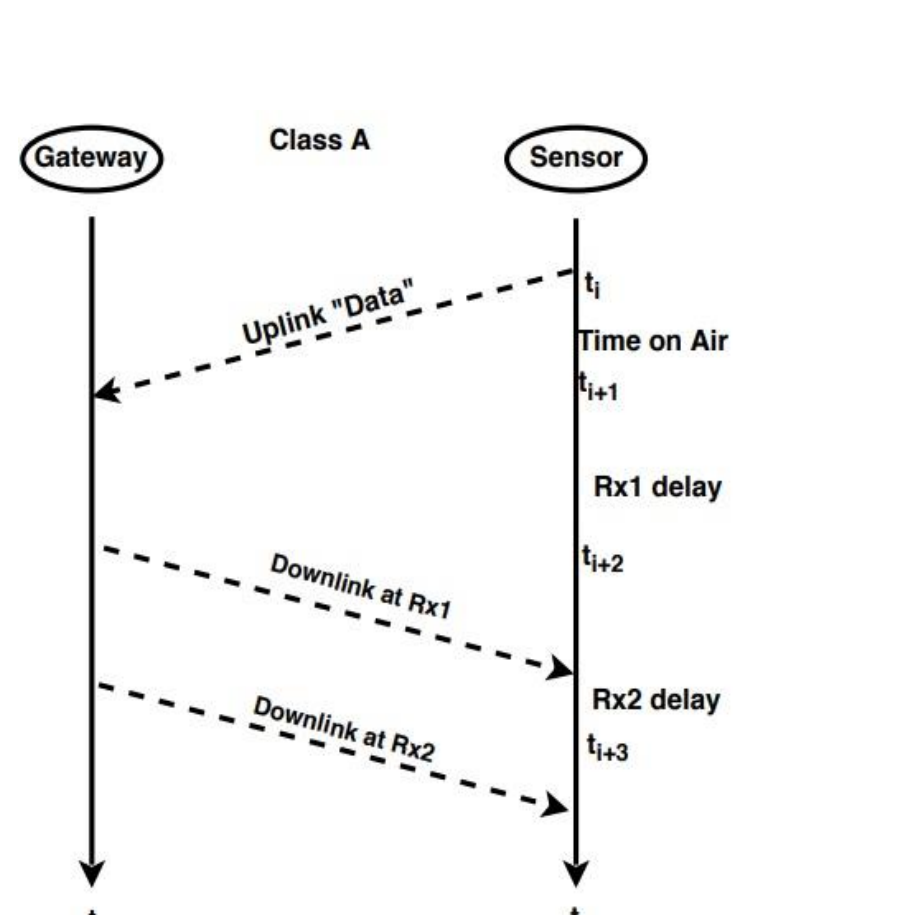 Class A
Gateway
Sensor
Uplink "Data"
tᵢ
Time on Air
tᵢ₊₁
Rx1 delay
tᵢ₊₂
Downlink at Rx1
Rx2 delay
Downlink at Rx2
tᵢ₊₃